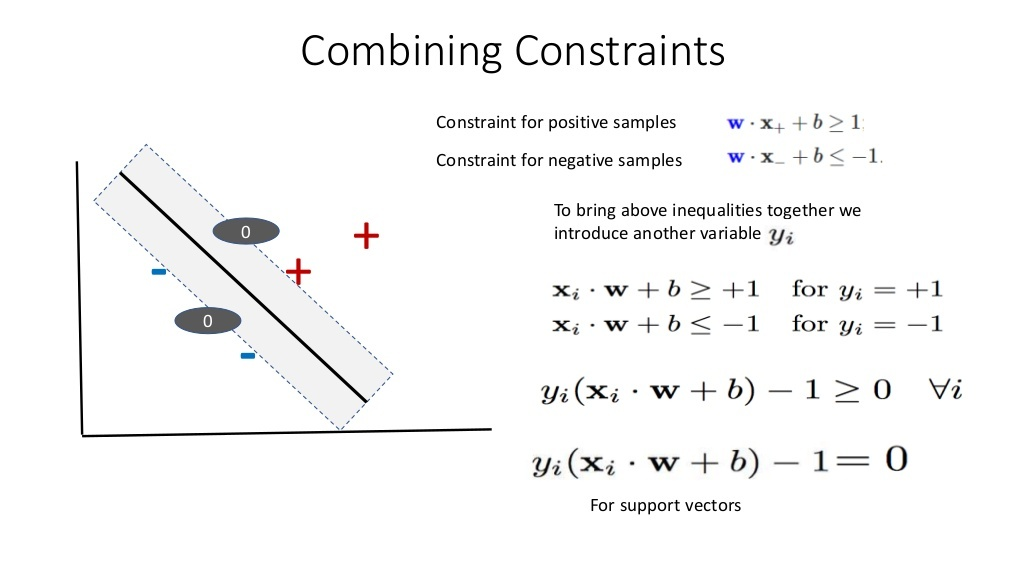 Combining Constraints
Constraint for positive samples w · x₊ + b ≥ 1;
Constraint for negative samples w · x₋ + b ≤ −1.
To bring above inequalities together we
introduce another variable yᵢ
xᵢ · w + b ≥ +1 for yᵢ = +1
xᵢ · w + b ≤ −1 for yᵢ = −1
yᵢ(xᵢ · w + b) − 1 ≥ 0 ∀i
yᵢ(xᵢ · w + b) − 1 = 0
For support vectors
0
+
+
-
0
-